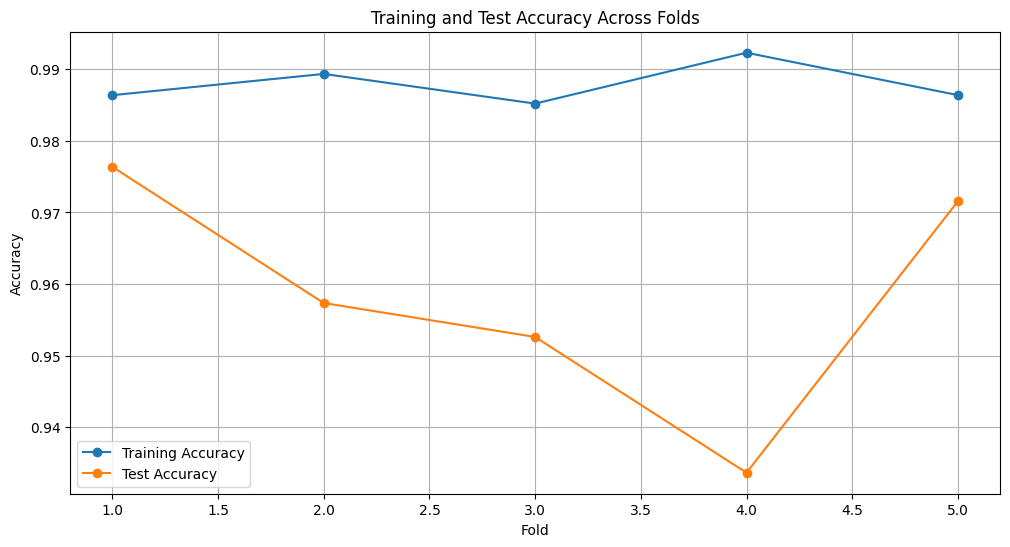 Training and Test Accuracy Across Folds
Accuracy
0.99
0.98
0.97
0.96
0.95
0.94
Training Accuracy
Test Accuracy
1.0 1.5 2.0 2.5 3.0 3.5 4.0 4.5 5.0
Fold